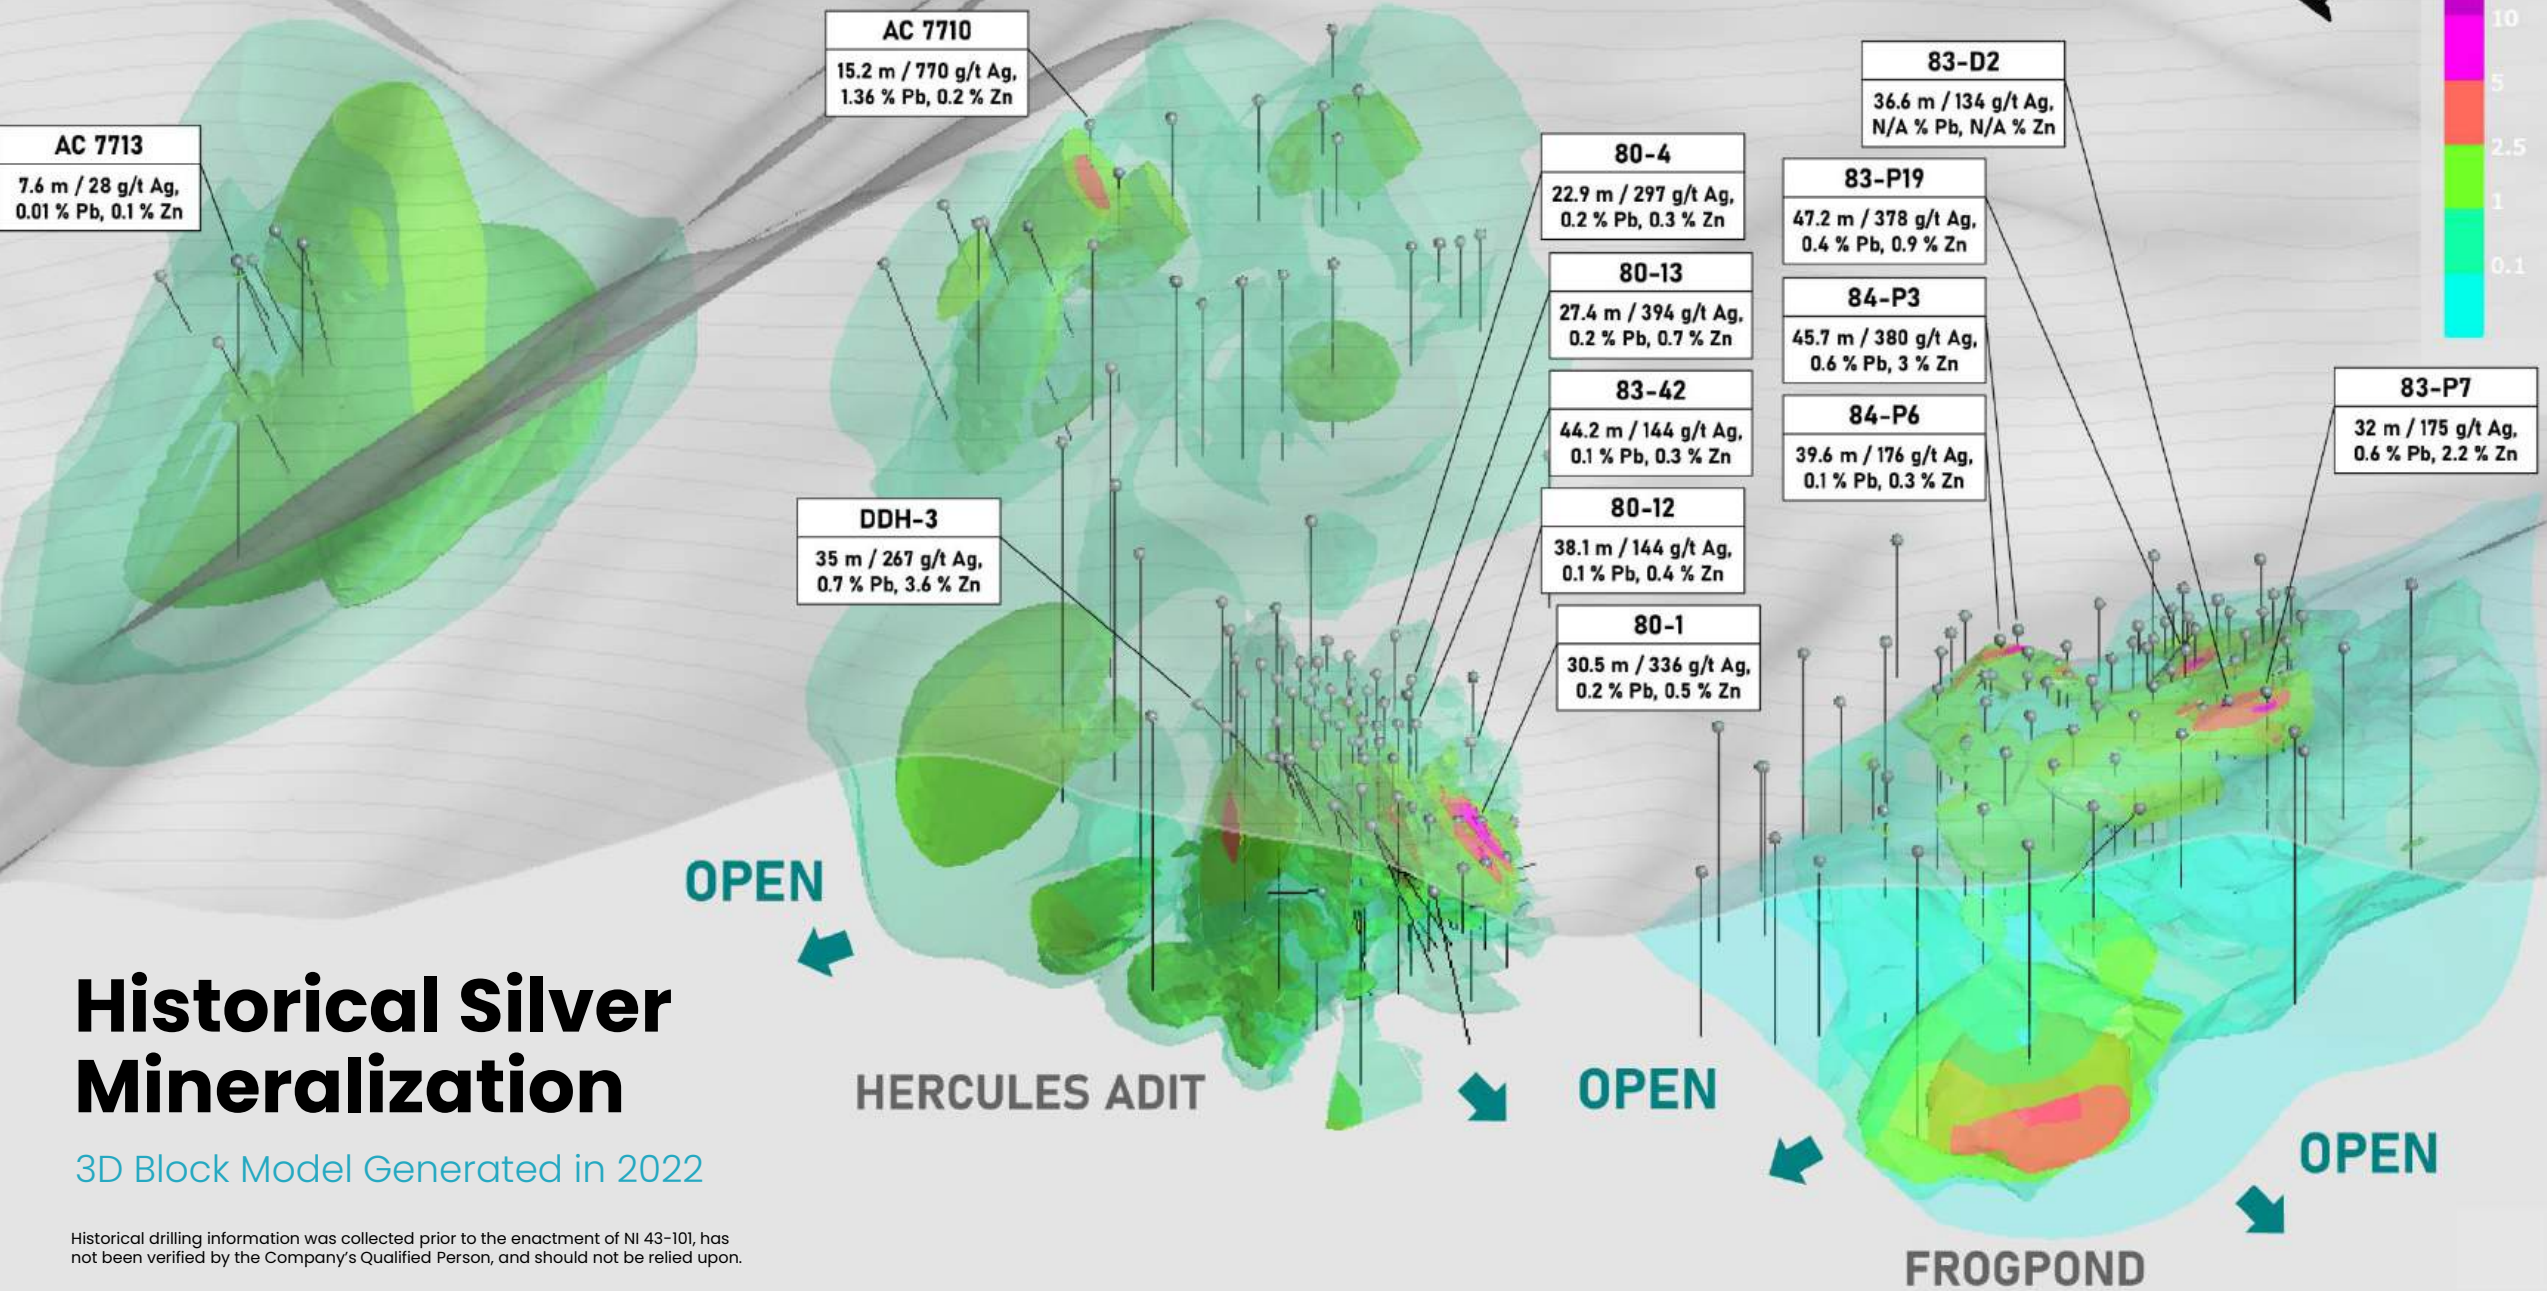 AC 7710
15.2 m / 770 g/t Ag,
1.36 % Pb, 0.2 % Zn
AC 7713
7.6 m / 28 g/t Ag,
0.01 % Pb, 0.1 % Zn
83-D2
36.6 m / 134 g/t Ag,
N/A % Pb, N/A % Zn
10
5
2.5
1
0.1
80-4
22.9 m / 297 g/t Ag,
0.2 % Pb, 0.3 % Zn
83-P19
47.2 m / 378 g/t Ag,
0.4 % Pb, 0.9 % Zn
80-13
27.4 m / 394 g/t Ag,
0.2 % Pb, 0.7 % Zn
84-P3
45.7 m / 380 g/t Ag,
0.6 % Pb, 3 % Zn
83-42
44.2 m / 144 g/t Ag,
0.1 % Pb, 0.3 % Zn
84-P6
39.6 m / 176 g/t Ag,
0.1 % Pb, 0.3 % Zn
83-P7
32 m / 175 g/t Ag,
0.6 % Pb, 2.2 % Zn
DDH-3
35 m / 267 g/t Ag,
0.7 % Pb, 3.6 % Zn
80-12
38.1 m / 144 g/t Ag,
0.1 % Pb, 0.4 % Zn
80-1
30.5 m / 336 g/t Ag,
0.2 % Pb, 0.5 % Zn
OPEN
HERCULES ADIT
OPEN
OPEN
FROGPOND
Historical Silver
Mineralization
3D Block Model Generated in 2022
Historical drilling information was collected prior to the enactment of NI 43-101, has
not been verified by the Company's Qualified Person, and should not be relied upon.